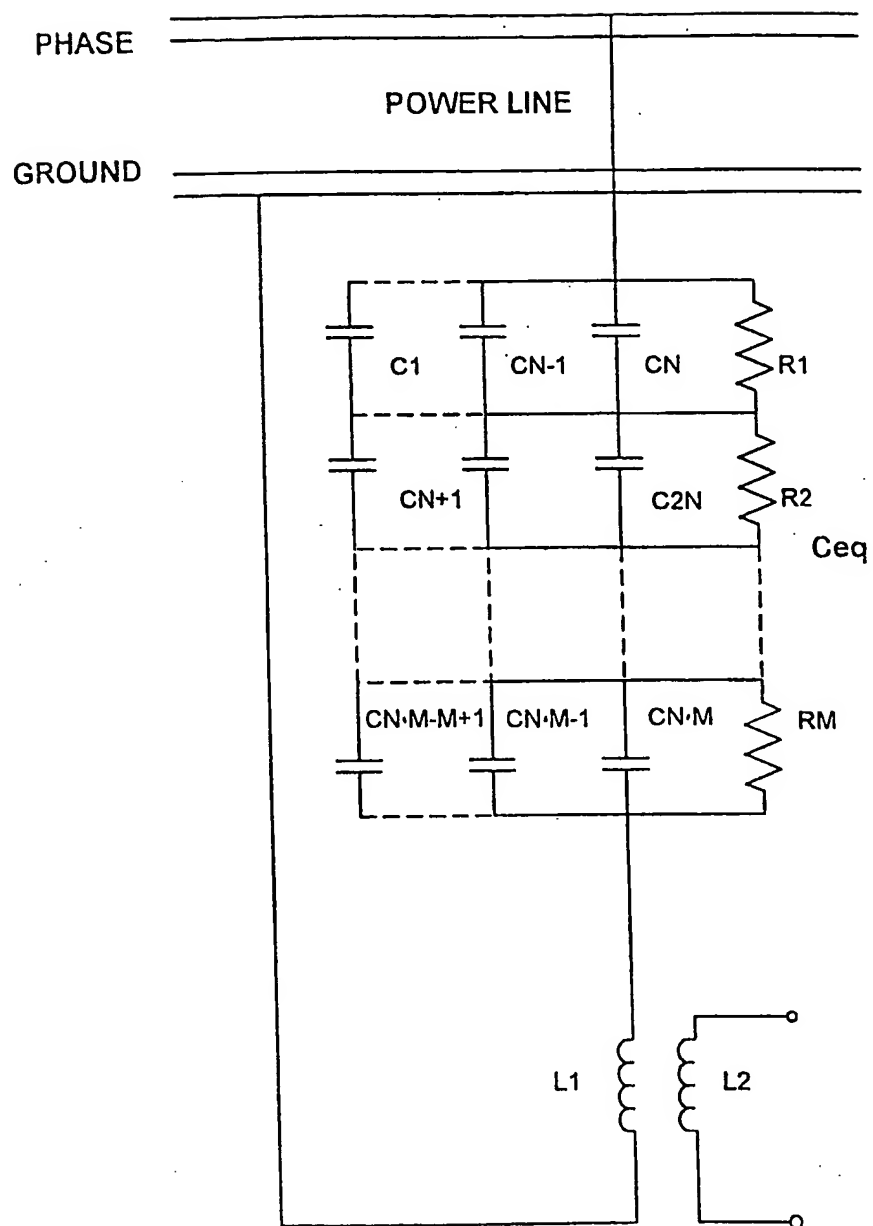 PHASE
POWER LINE
GROUND
C1
CN-1
CN
R1
CN+1
C2N
R2
Ceq
CN·M-M+1
CN·M-1
CN·M
RM
L1
L2